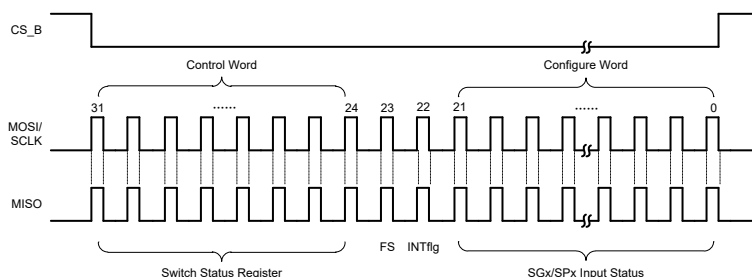 CS_B
Control Word
Configure Word
31 ...... 24 23 22 21 ...... 0
MOSI/
SCLK
MISO
FS INTflg
Switch Status Register
SGx/SPx Input Status